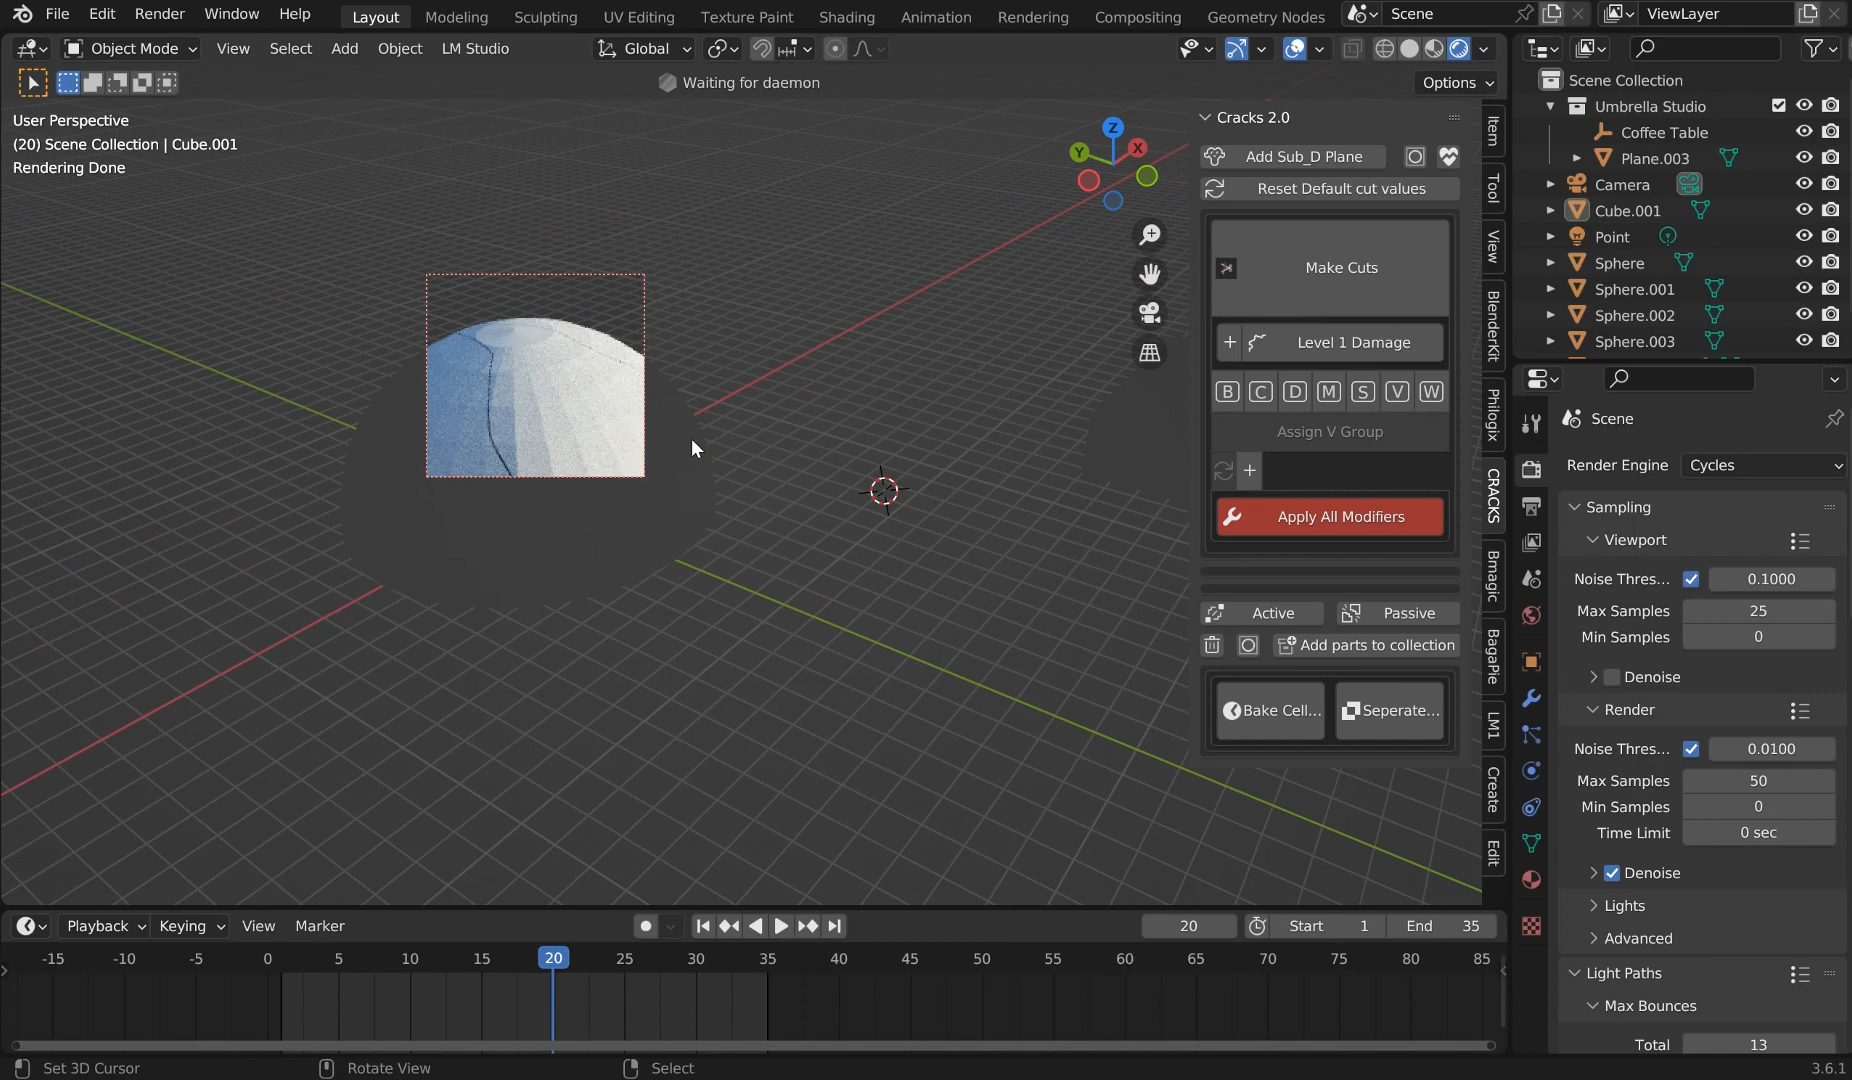 File Edit Render Window Help Layout Modeling Sculpting UV Editing Texture Paint Shading Animation Rendering Compositing Geometry Nodes Scene ViewLayer
Object Mode View Select Add Object LM Studio Global
Waiting for daemon Options
User Perspective
(20) Scene Collection | Cube.001
Rendering Done
Z
Y
X
Cracks 2.0
Add Sub_D Plane
Reset Default cut values
Make Cuts
Level 1 Damage
B C D M S V W
Assign V Group
Apply All Modifiers
Active Passive
Add parts to collection
Bake Cell... Seperate...
Item
Tool
View
BlenderKit
Philogix
CRACKS
Bmagic
BagaPie
LM1
Create
Edit
Scene Collection
Umbrella Studio
Coffee Table
Plane.003
Camera
Cube.001
Point
Sphere
Sphere.001
Sphere.002
Sphere.003
Scene
Render Engine Cycles
Sampling
Viewport
Noise Thres... 0.1000
Max Samples 25
Min Samples 0
Denoise
Render
Noise Thres... 0.0100
Max Samples 50
Min Samples 0
Time Limit 0 sec
Denoise
Lights
Advanced
Light Paths
Max Bounces
Total 13
Playback Keying View Marker 20 Start 1 End 35
-15 -10 -5 0 5 10 15 20 25 30 35 40 45 50 55 60 65 70 75 80 85
Set 3D Cursor Rotate View Select 3.6.1